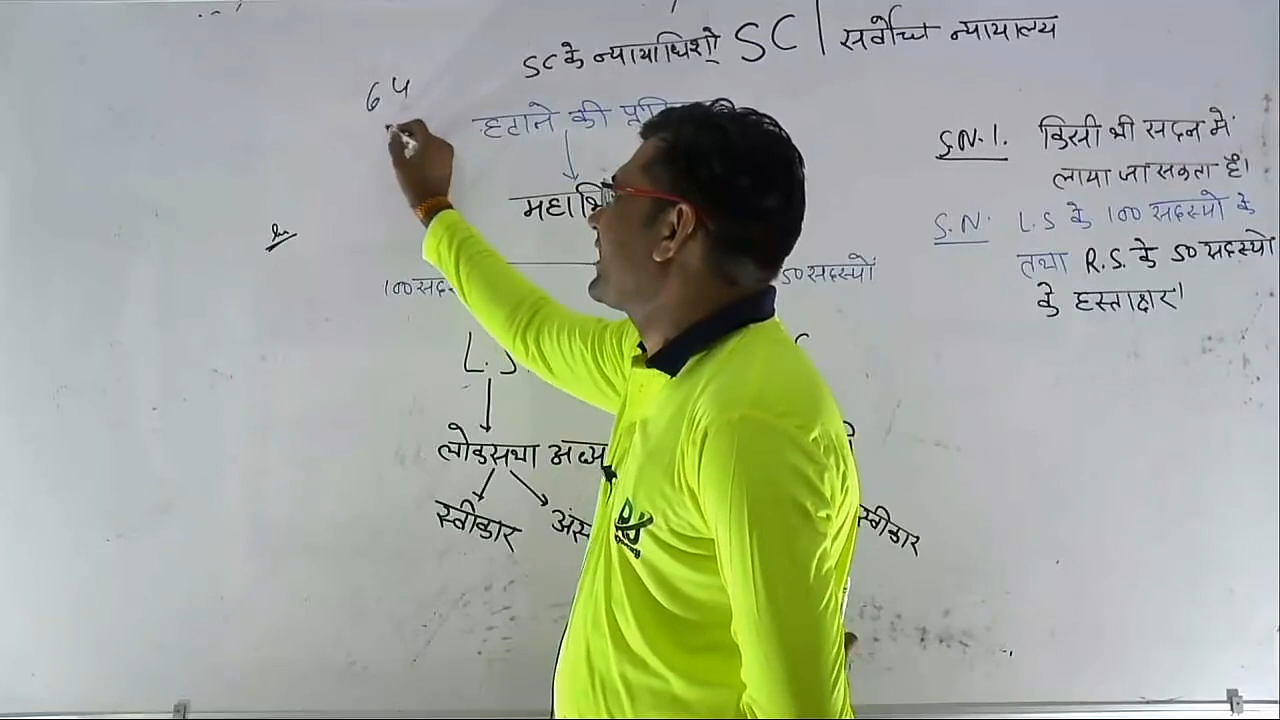 SC के न्यायाधिशो SC | सर्वोच्च न्यायालय
64
हटाने की
महाभि
100 सदस
50 सदस्यों
L.S
लोकसभा अध्य
स्वीकार
अस
स्वीकार
S.N.1. किसी भी सदन में
लाया जा सकता है।
S.N. L.S के 100 सदस्यो के
तथा R.S. के 50 सदस्यो
के हस्ताक्षर।